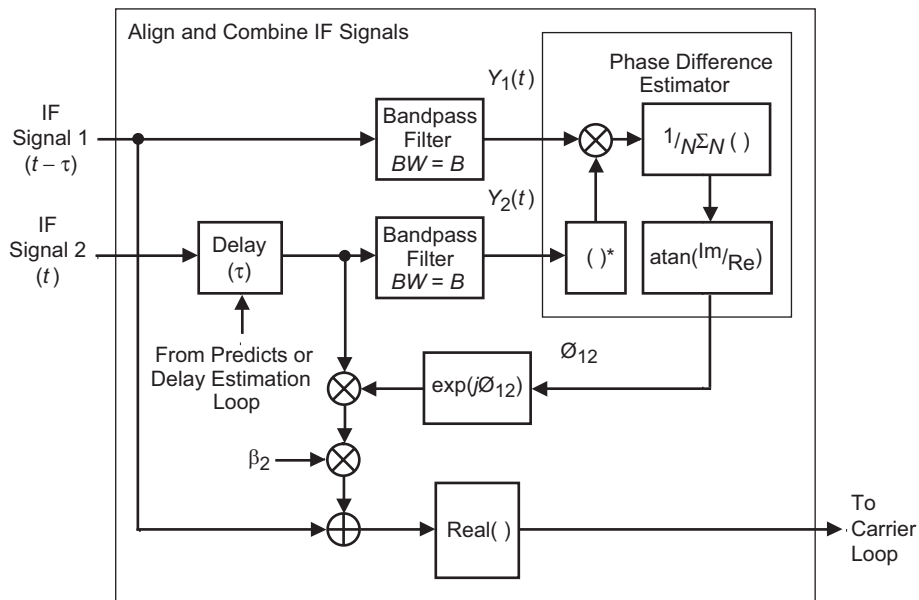 Align and Combine IF Signals
Phase Difference
Estimator
Y₁(t)
IF
Signal 1
(t – τ)
Bandpass
Filter
BW = B
1/NΣN ( )
Y₂(t)
IF
Signal 2
(t)
Delay
(τ)
Bandpass
Filter
BW = B
( )*
atan(Im/Re)
From Predicts or
Delay Estimation
Loop
Ø₁₂
exp(jØ₁₂)
β₂
Real( )
To
Carrier
Loop